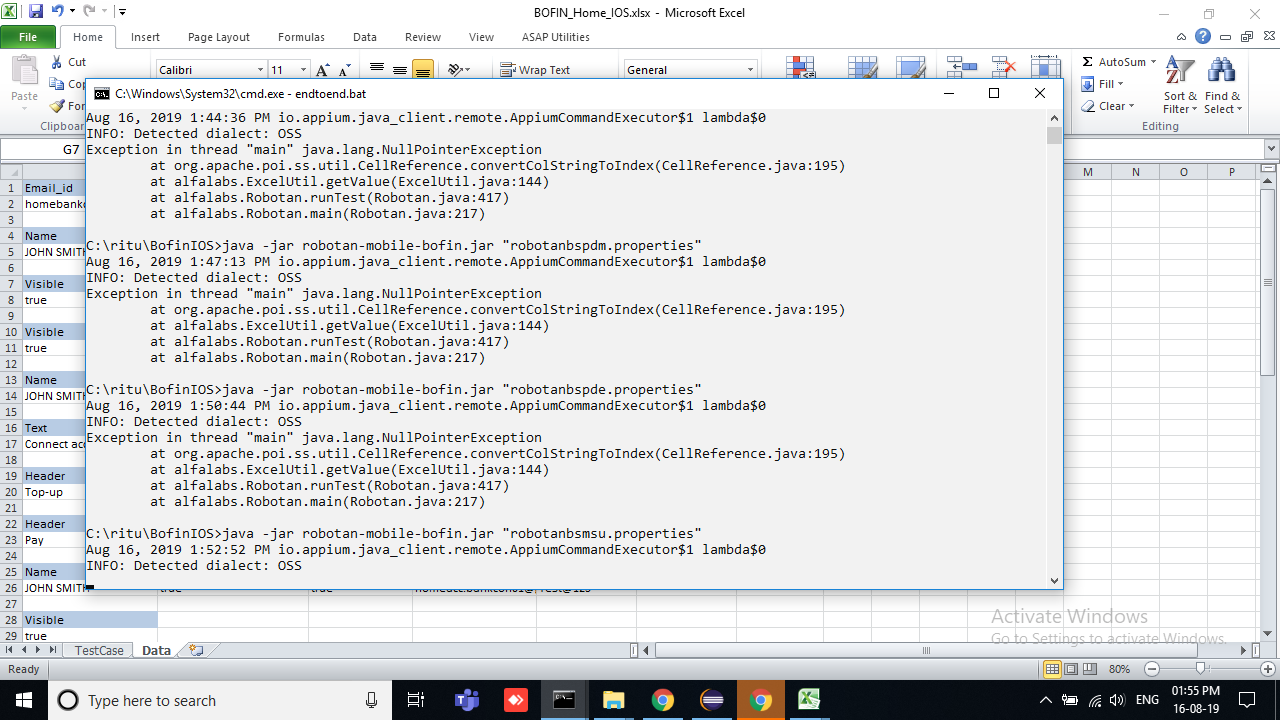 BOFIN_Home_IOS.xlsx - Microsoft Excel
File Home Insert Page Layout Formulas Data Review View ASAP Utilities
Cut
Calibri 11 Wrap Text General
Paste
AutoSum
Fill
Clear
Sort & Filter
Find & Select
Editing
G7
C:\Windows\System32\cmd.exe - endtoend.bat
Aug 16, 2019 1:44:36 PM io.appium.java_client.remote.AppiumCommandExecutor$1 lambda$0
INFO: Detected dialect: OSS
Exception in thread "main" java.lang.NullPointerException
at org.apache.poi.ss.util.CellReference.convertColStringToIndex(CellReference.java:195)
at alfalabs.ExcelUtil.getValue(ExcelUtil.java:144)
at alfalabs.Robotan.runTest(Robotan.java:417)
at alfalabs.Robotan.main(Robotan.java:217)
C:\ritu\BofinIOS>java -jar robotan-mobile-bofin.jar "robotanbspdm.properties"
Aug 16, 2019 1:47:13 PM io.appium.java_client.remote.AppiumCommandExecutor$1 lambda$0
INFO: Detected dialect: OSS
Exception in thread "main" java.lang.NullPointerException
at org.apache.poi.ss.util.CellReference.convertColStringToIndex(CellReference.java:195)
at alfalabs.ExcelUtil.getValue(ExcelUtil.java:144)
at alfalabs.Robotan.runTest(Robotan.java:417)
at alfalabs.Robotan.main(Robotan.java:217)
C:\ritu\BofinIOS>java -jar robotan-mobile-bofin.jar "robotanbspde.properties"
Aug 16, 2019 1:50:44 PM io.appium.java_client.remote.AppiumCommandExecutor$1 lambda$0
INFO: Detected dialect: OSS
Exception in thread "main" java.lang.NullPointerException
at org.apache.poi.ss.util.CellReference.convertColStringToIndex(CellReference.java:195)
at alfalabs.ExcelUtil.getValue(ExcelUtil.java:144)
at alfalabs.Robotan.runTest(Robotan.java:417)
at alfalabs.Robotan.main(Robotan.java:217)
C:\ritu\BofinIOS>java -jar robotan-mobile-bofin.jar "robotanbsmsu.properties"
Aug 16, 2019 1:52:52 PM io.appium.java_client.remote.AppiumCommandExecutor$1 lambda$0
INFO: Detected dialect: OSS
M N O P
1 Email_id
2
3
4 Name
5 JOHN SMITH
6
7 Visible
8 true
9
10 Visible
11 true
12
13 Name
14 JOHN SMITH
15
16 Text
17 Connect
18
19 Header
20 Top-up
21
22 Header
23 Pay
24
25 Name
26 JOHN SMITH true true
27
28 Visible
29 true
Activate Windows
Go to Settings to activate Windows.
TestCase Data
Ready 80%
Type here to search
ENG
01:55 PM
16-08-19